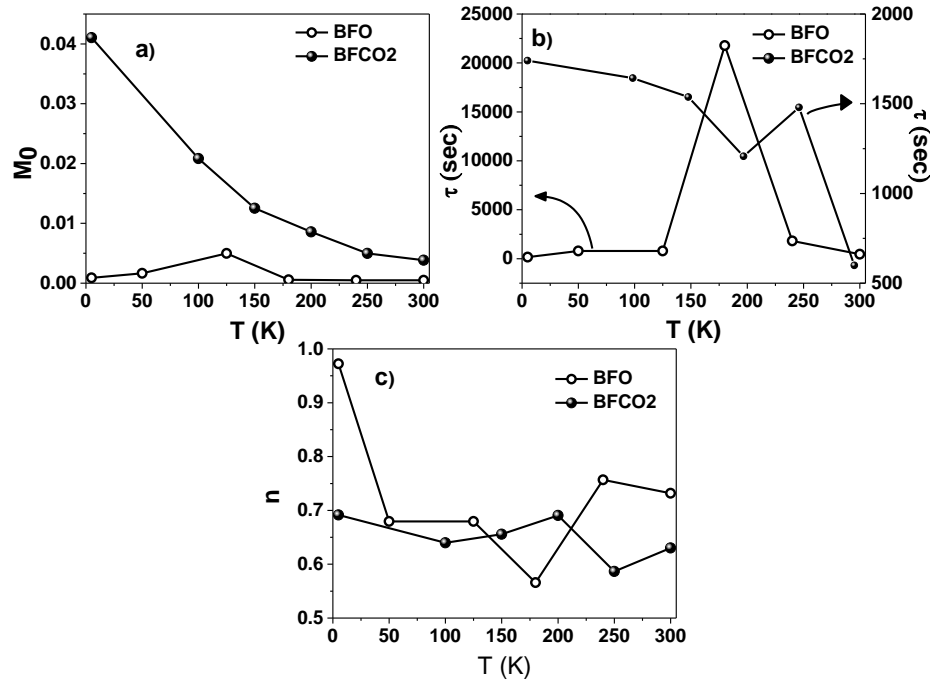 a)
BFO
BFCO2
M0
0.04
0.03
0.02
0.01
0.00
0 50 100 150 200 250 300
T (K)
b)
BFO
BFCO2
τ (sec)
25000
20000
15000
10000
5000
0
2000
1500
1000
500
τ (sec)
0 50 100 150 200 250 300
T (K)
c)
BFO
BFCO2
n
1.0
0.9
0.8
0.7
0.6
0.5
0 50 100 150 200 250 300
T (K)